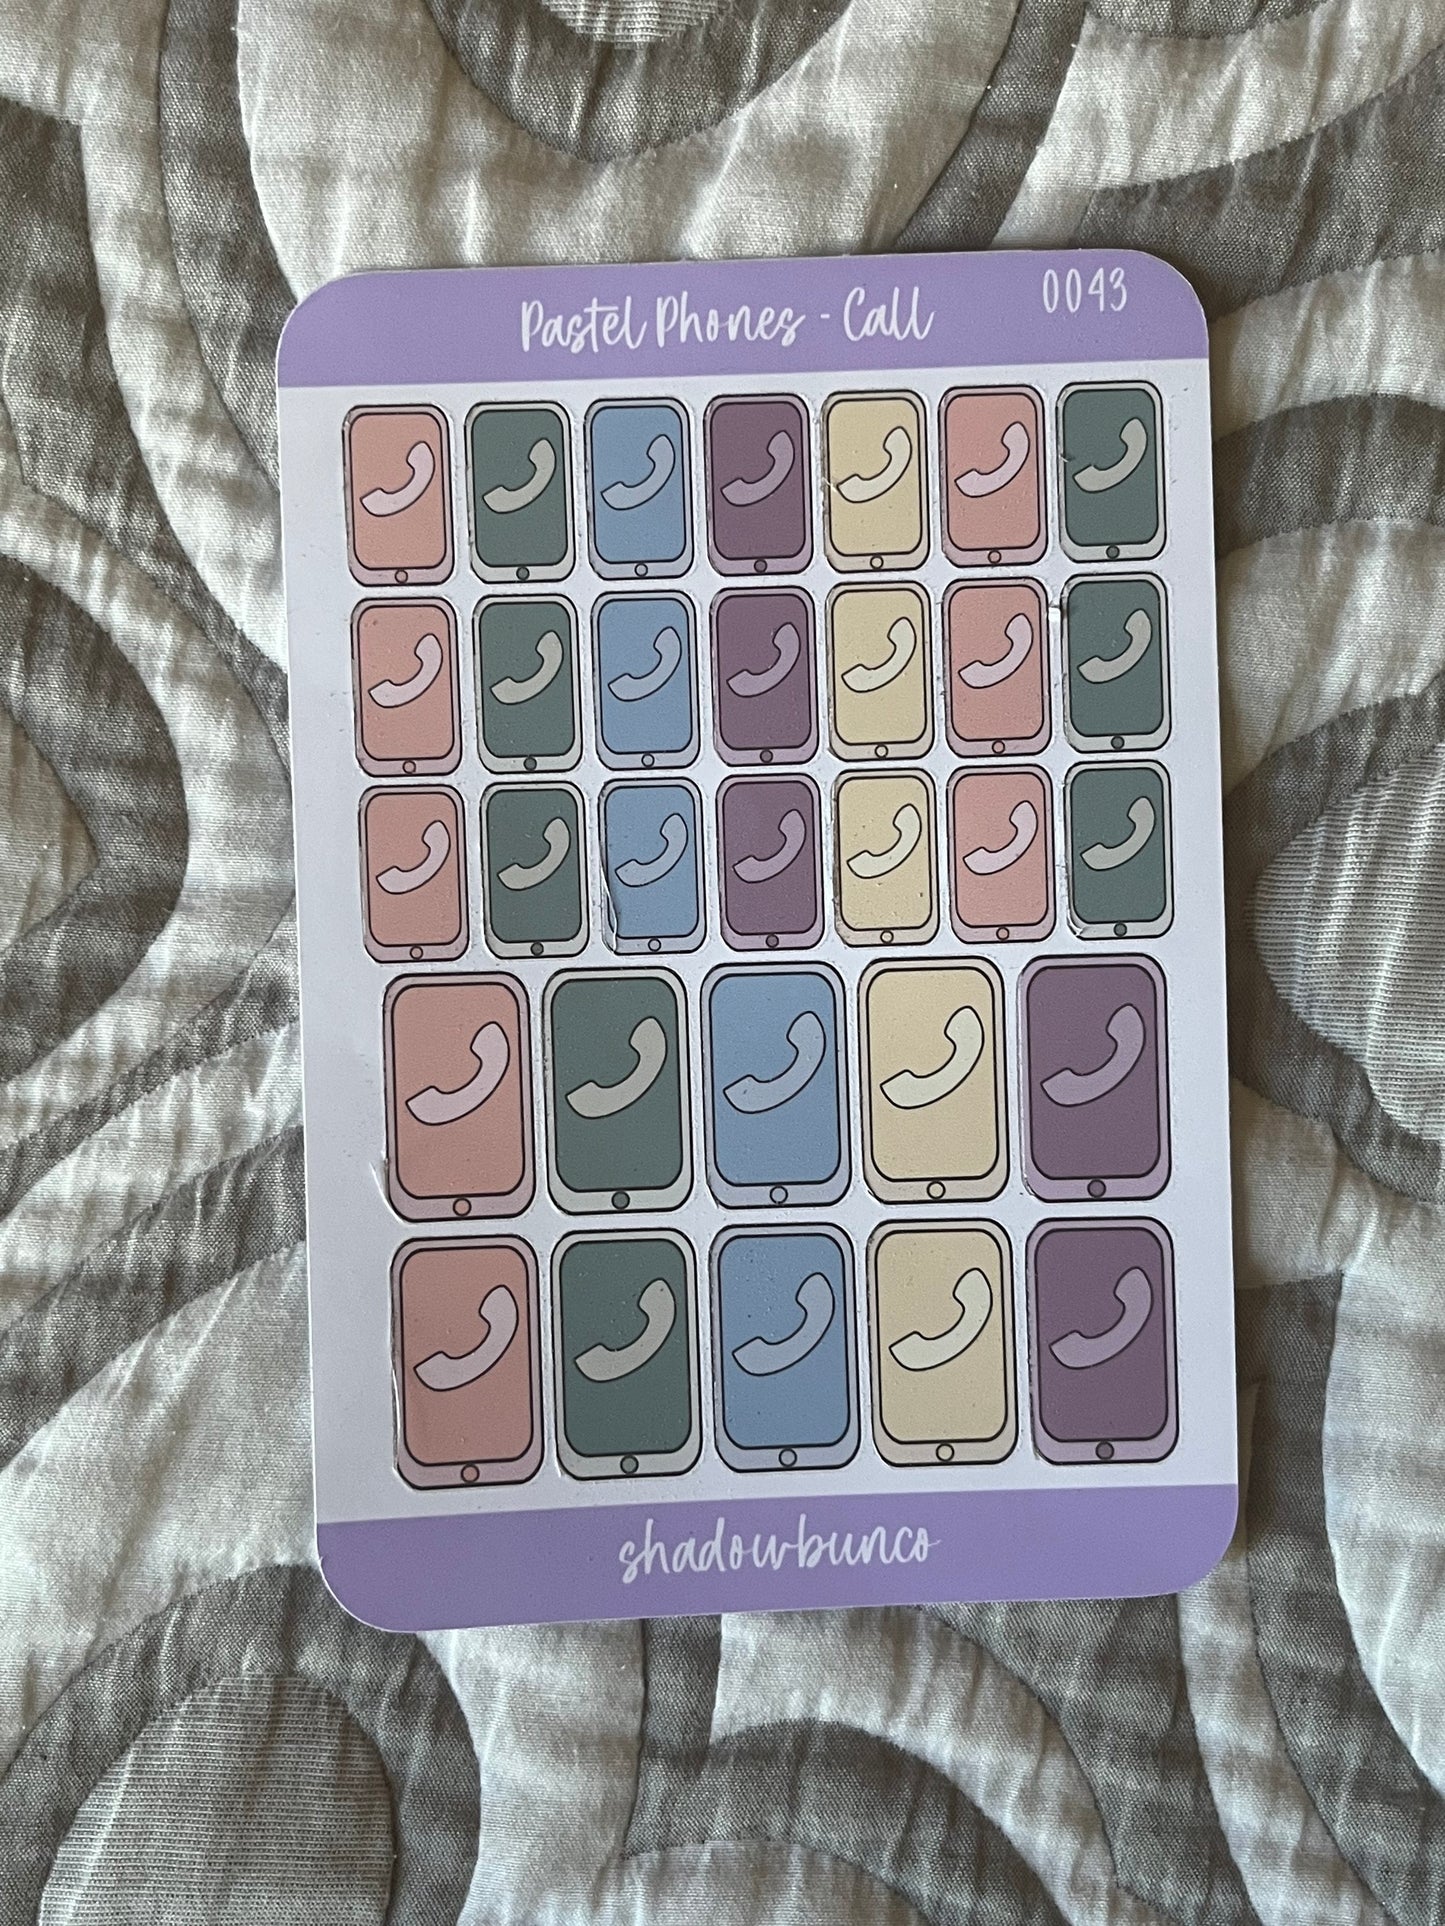 Pastel Phones - Call
0043
shadowbunco